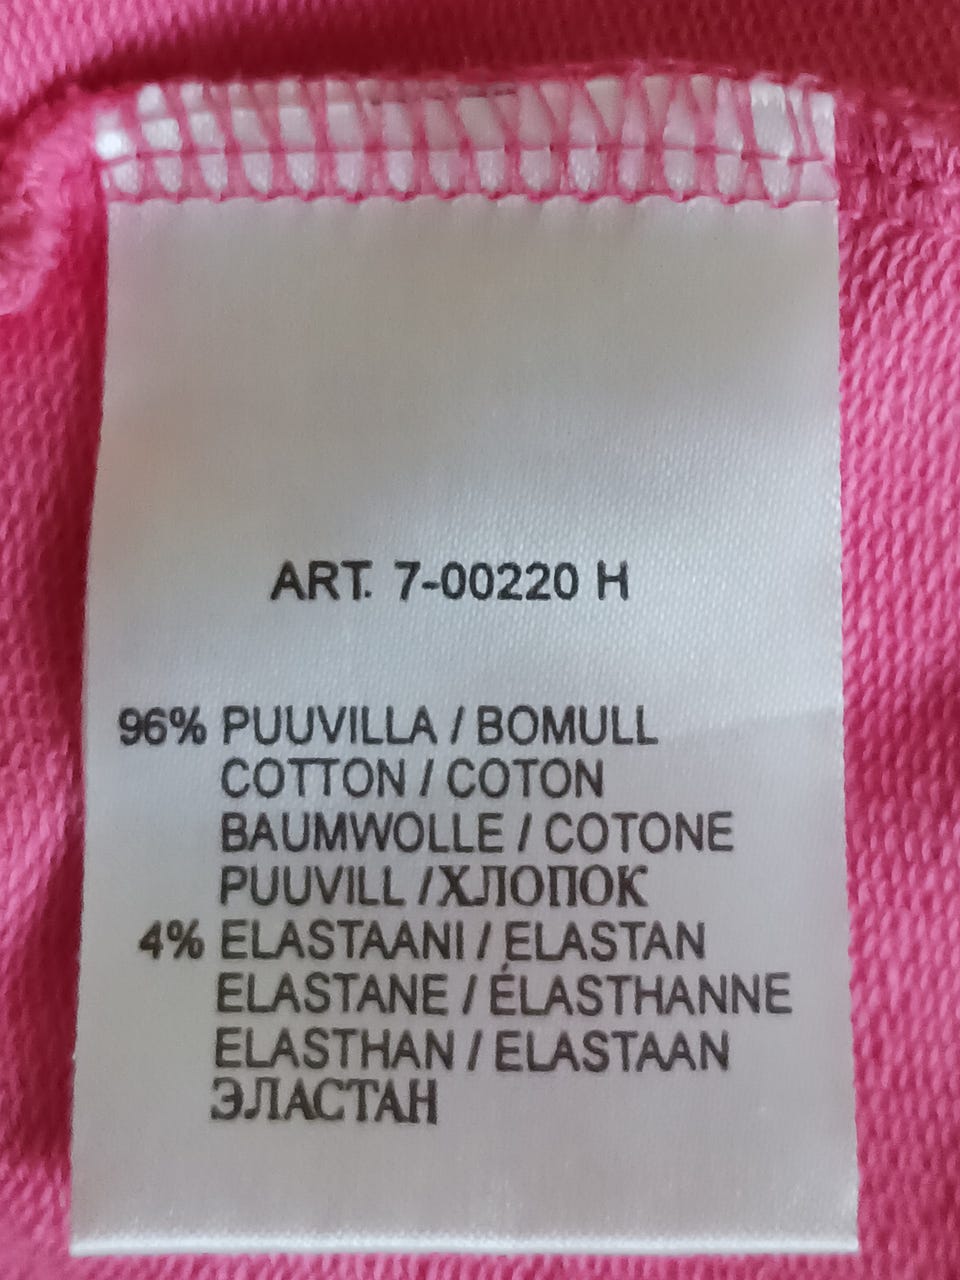 ART. 7-00220 H
96% PUUVILLA / BOMULL
COTTON / COTON
BAUMWOLLE / COTONE
PUUVILL /ХЛОПОК
4% ELASTAANI / ELASTAN
ELASTANE / ÉLASTHANNE
ELASTHAN / ELASTAAN
ЭЛАСТАН